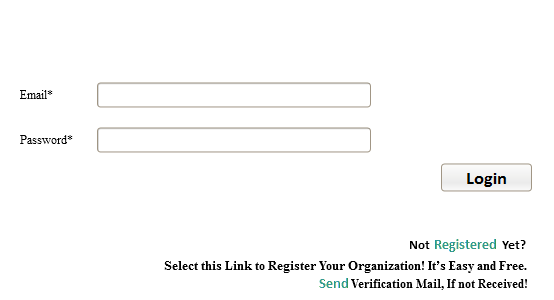 Email*
Password*
Login
Not Registered Yet?
Select this Link to Register Your Organization! It's Easy and Free.
Send Verification Mail, If not Received!